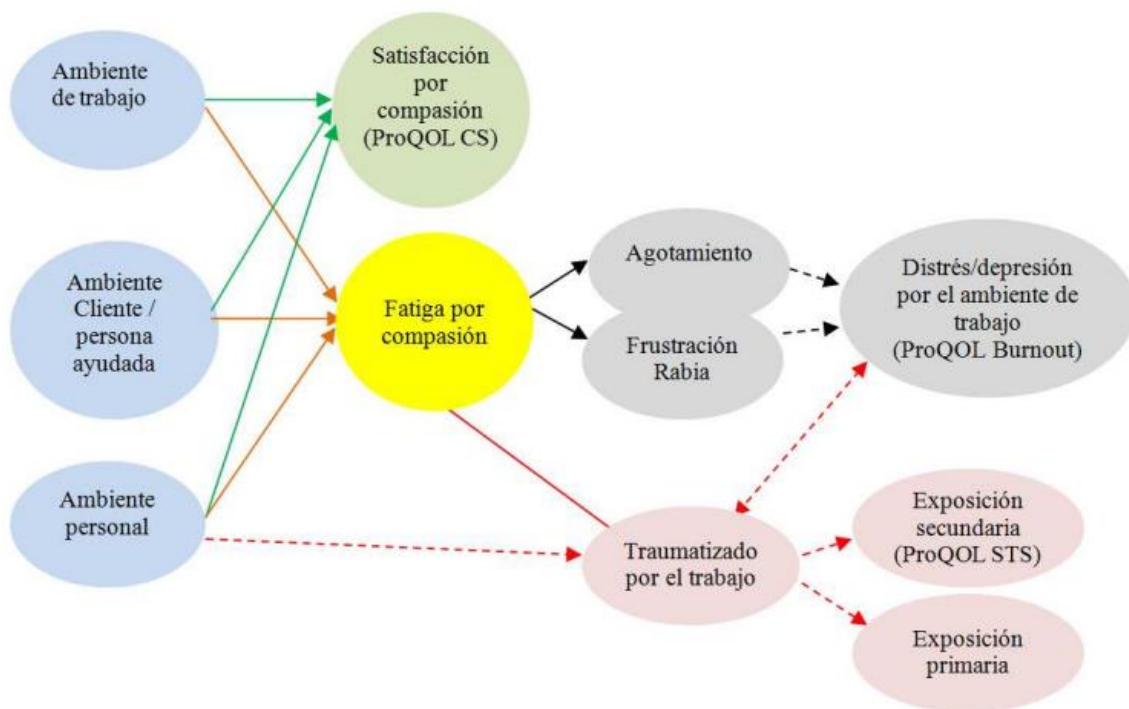 Ambiente
de trabajo
Satisfacción
por
compasión
(ProQOL CS)
Ambiente
Cliente /
persona
ayudada
Fatiga por
compasión
Agotamiento
Frustración
Rabia
Distrés/depresión
por el ambiente de
trabajo
(ProQOL Burnout)
Ambiente
personal
Traumatizado
por el trabajo
Exposición
secundaria
(ProQOL STS)
Exposición
primaria